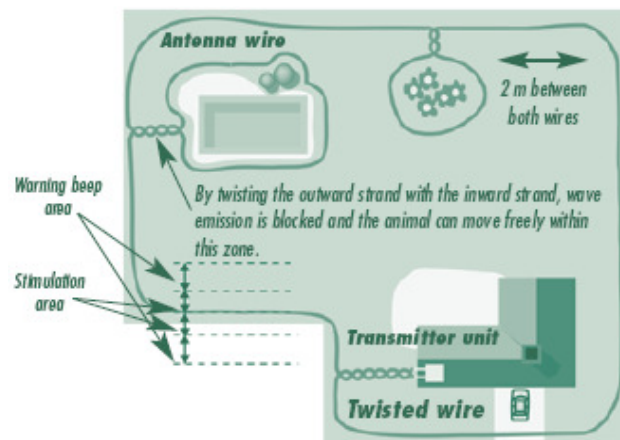 Antenna wire
2 m between
both wires
Warning beep
area
By twisting the outward strand with the inward strand, wave
emission is blocked and the animal can move freely within
this zone.
Stimulation
area
Transmittor unit
Twisted wire